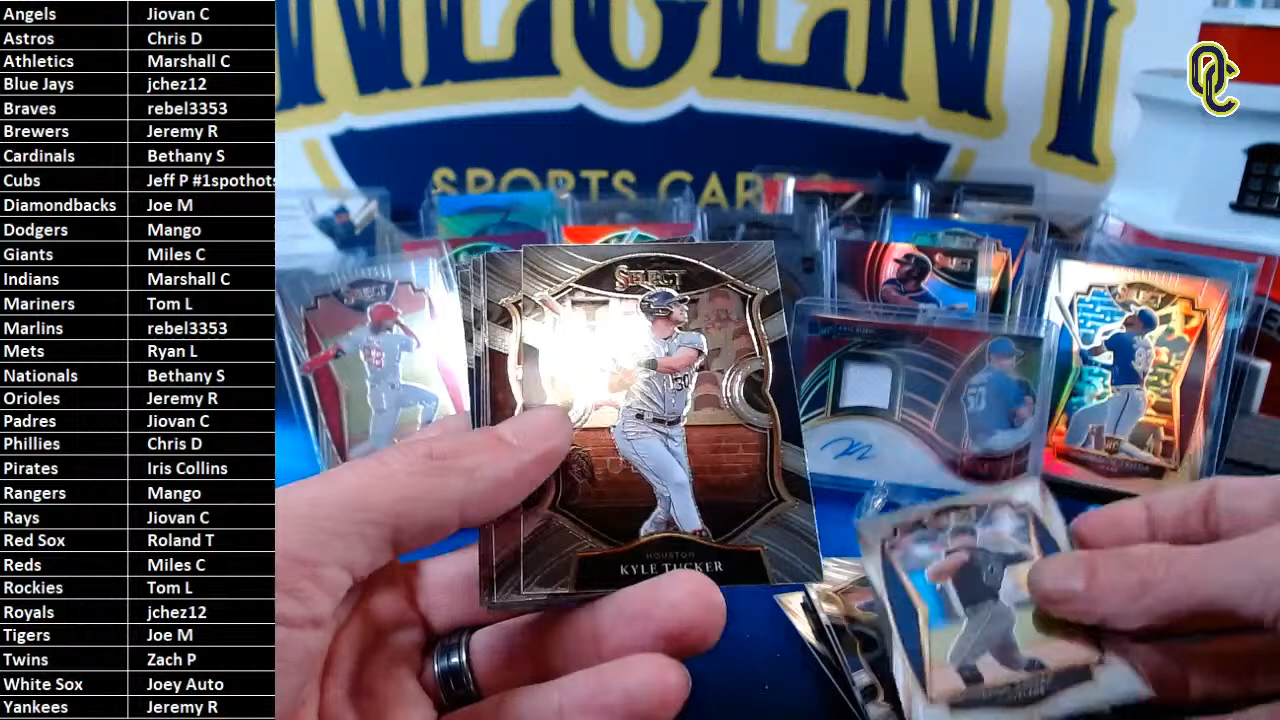 Angels Jiovan C
Astros Chris D
Athletics Marshall C
Blue Jays jchez12
Braves rebel3353
Brewers Jeremy R
Cardinals Bethany S
Cubs Jeff P #1spothots
Diamondbacks Joe M
Dodgers Mango
Giants Miles C
Indians Marshall C
Mariners Tom L
Marlins rebel3353
Mets Ryan L
Nationals Bethany S
Orioles Jeremy R
Padres Jiovan C
Phillies Chris D
Pirates Iris Collins
Rangers Mango
Rays Jiovan C
Red Sox Roland T
Reds Miles C
Rockies Tom L
Royals jchez12
Tigers Joe M
Twins Zach P
White Sox Joey Auto
Yankees Jeremy R
SPORTS CARDS
OC
SELECT
30
HOUSTON
KYLE TUCKER
50